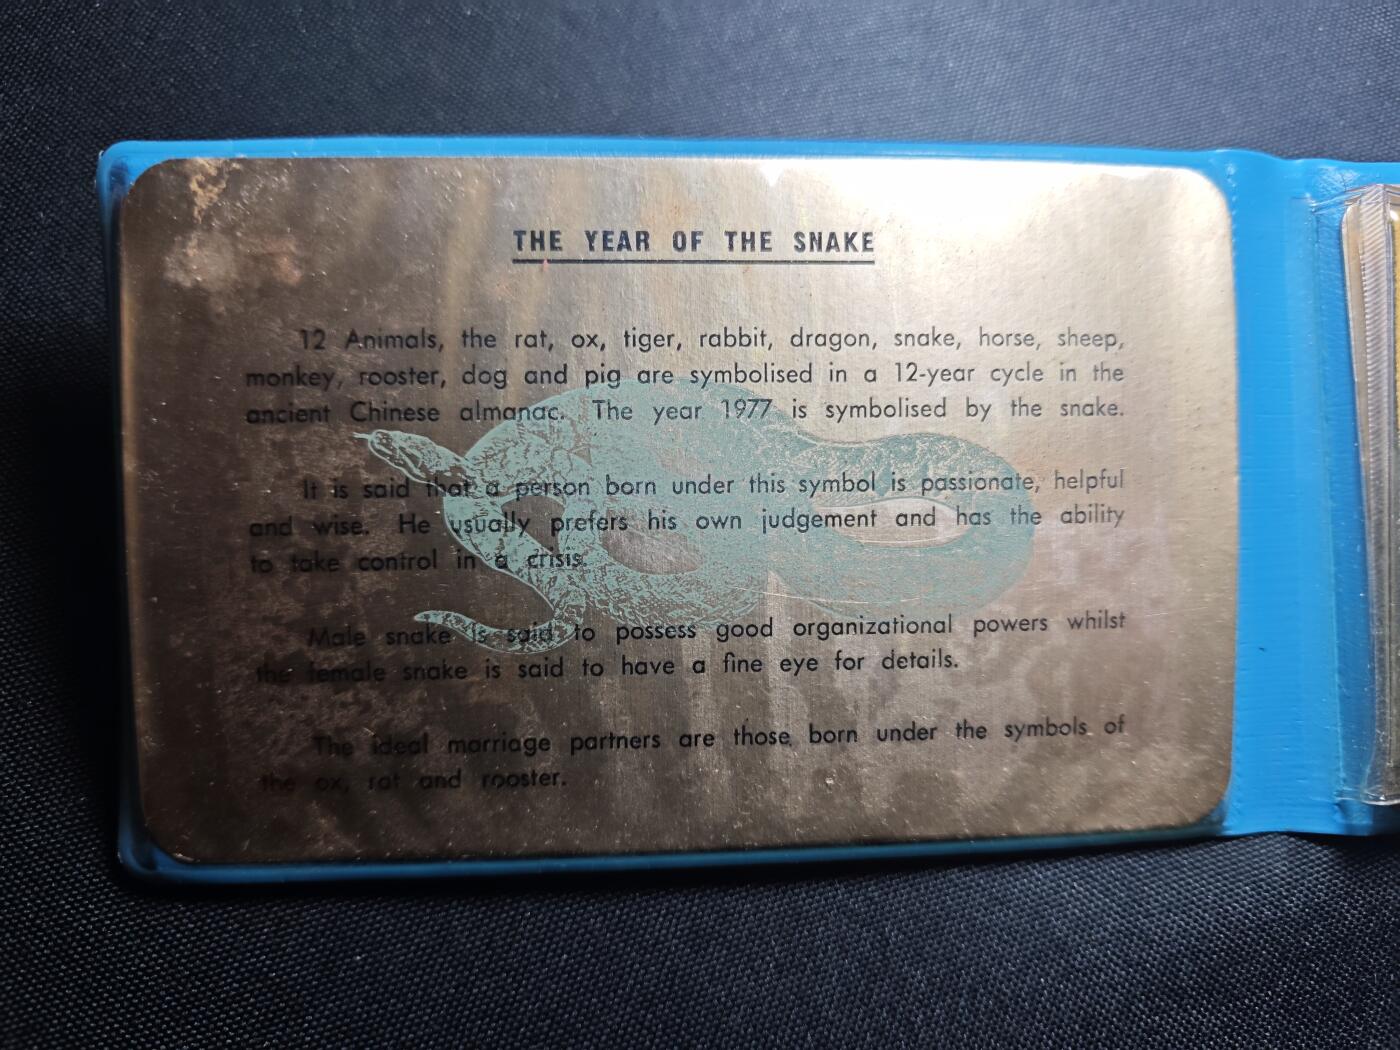 THE YEAR OF THE SNAKE
12 Animals, the rat, ox, tiger, rabbit, dragon, snake, horse, sheep,
monkey, rooster, dog and pig are symbolised in a 12-year cycle in the
ancient Chinese almanac. The year 1977 is symbolised by the snake.
It is said that a person born under this symbol is passionate, helpful
and wise. He usually prefers his own judgement and has the ability
to take control in a crisis.
Male snake is said to possess good organizational powers whilst
the female snake is said to have a fine eye for details.
The ideal marriage partners are those born under the symbols of
the ox, rat and rooster.